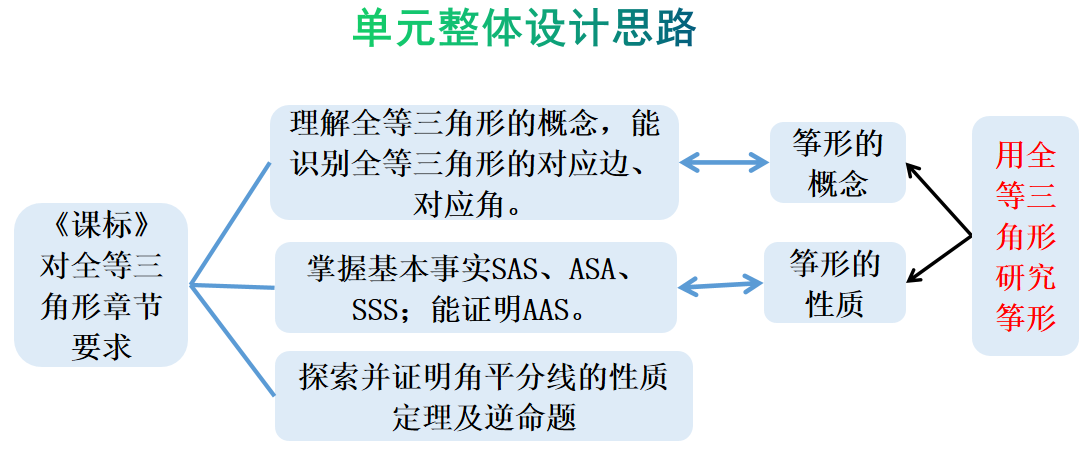 单元整体设计思路
《课标》
对全等三
角形章节
要求
理解全等三角形的概念，能
识别全等三角形的对应边、
对应角。
掌握基本事实SAS、ASA、
SSS；能证明AAS。
探索并证明角平分线的性质
定理及逆命题
筝形的
概念
筝形的
性质
用全
等三
角形
研究
筝形